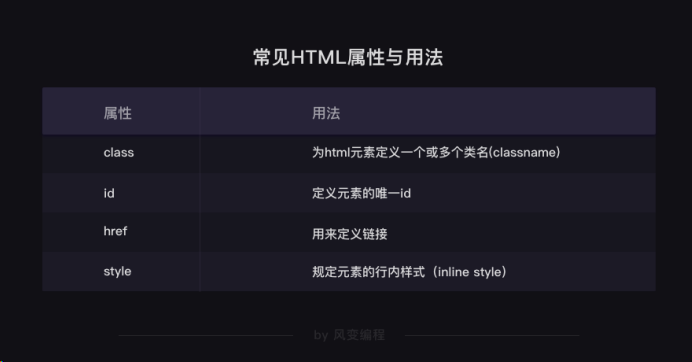 常见HTML属性与用法
属性 用法
class 为html元素定义一个或多个类名(classname)
id 定义元素的唯一id
href 用来定义链接
style 规定元素的行内样式（inline style）
by 风变编程